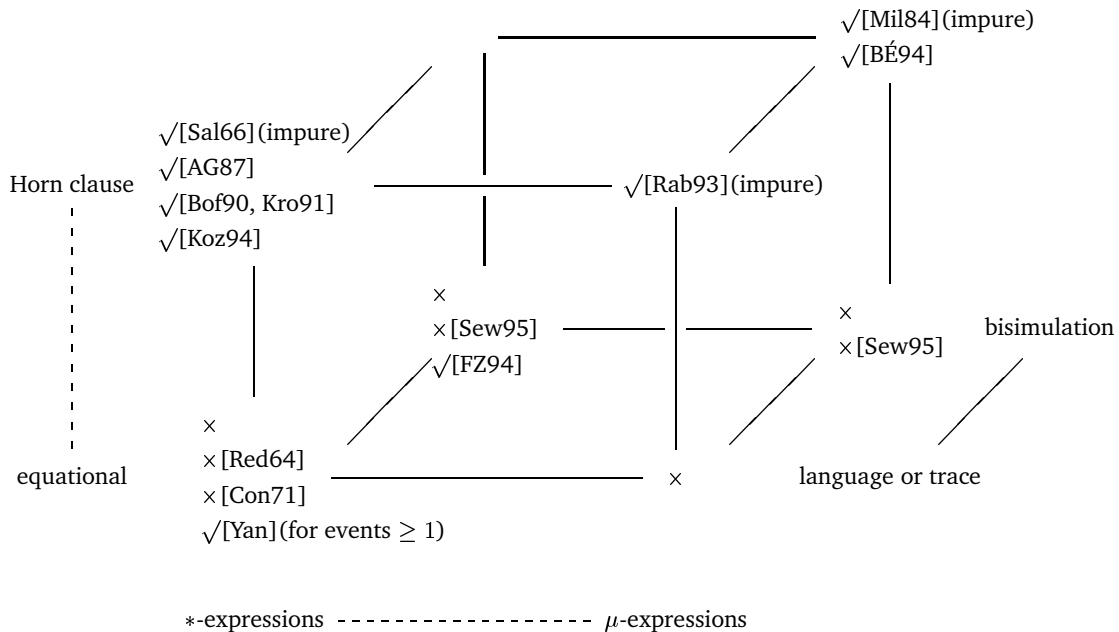 √[Mil84](impure)
√[BÉ94]
√[Sal66](impure)
√[AG87]
Horn clause
√[Rab93](impure)
√[Bof90, Kro91]
√[Koz94]
×
×[Sew95]
√[FZ94]
×
×[Sew95]
bisimulation
×
×[Red64]
equational
×
language or trace
×[Con71]
√[Yan](for events ≥ 1)
*-expressions
μ-expressions